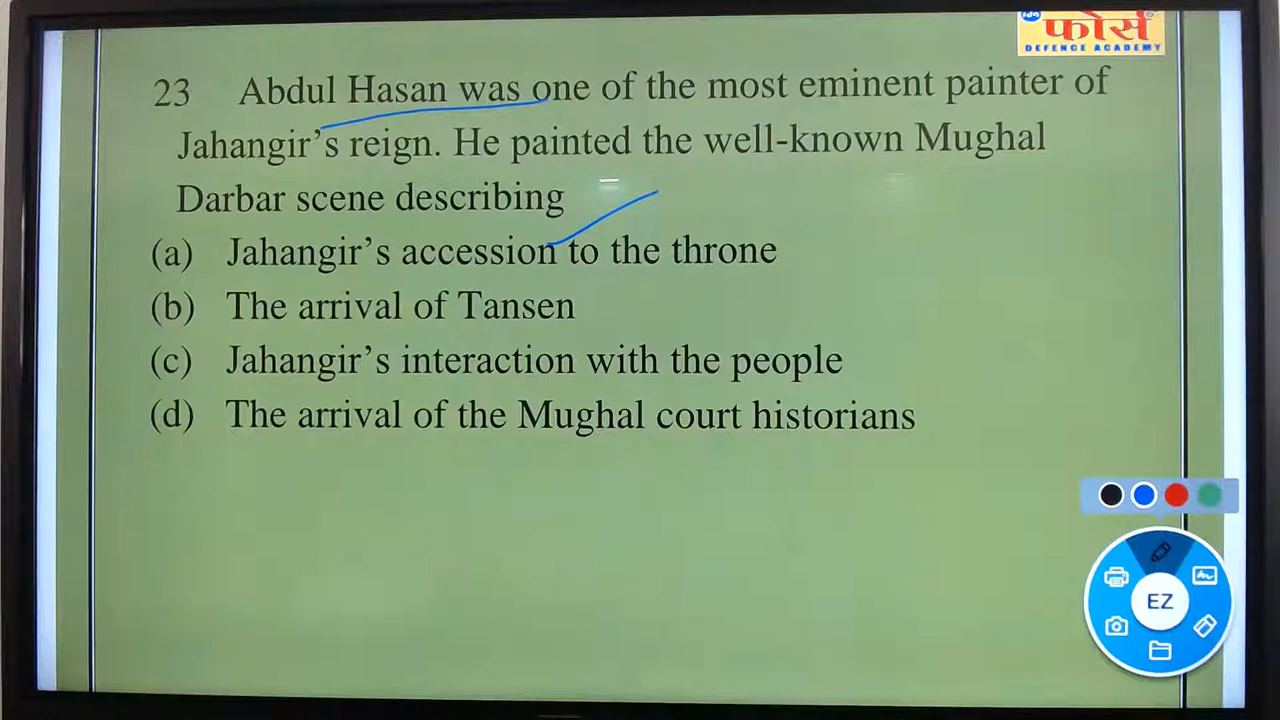 फोर्स
DEFENCE ACADEMY
23 Abdul Hasan was one of the most eminent painter of
Jahangir's reign. He painted the well-known Mughal
Darbar scene describing
(a) Jahangir's accession to the throne
(b) The arrival of Tansen
(c) Jahangir's interaction with the people
(d) The arrival of the Mughal court historians
EZ